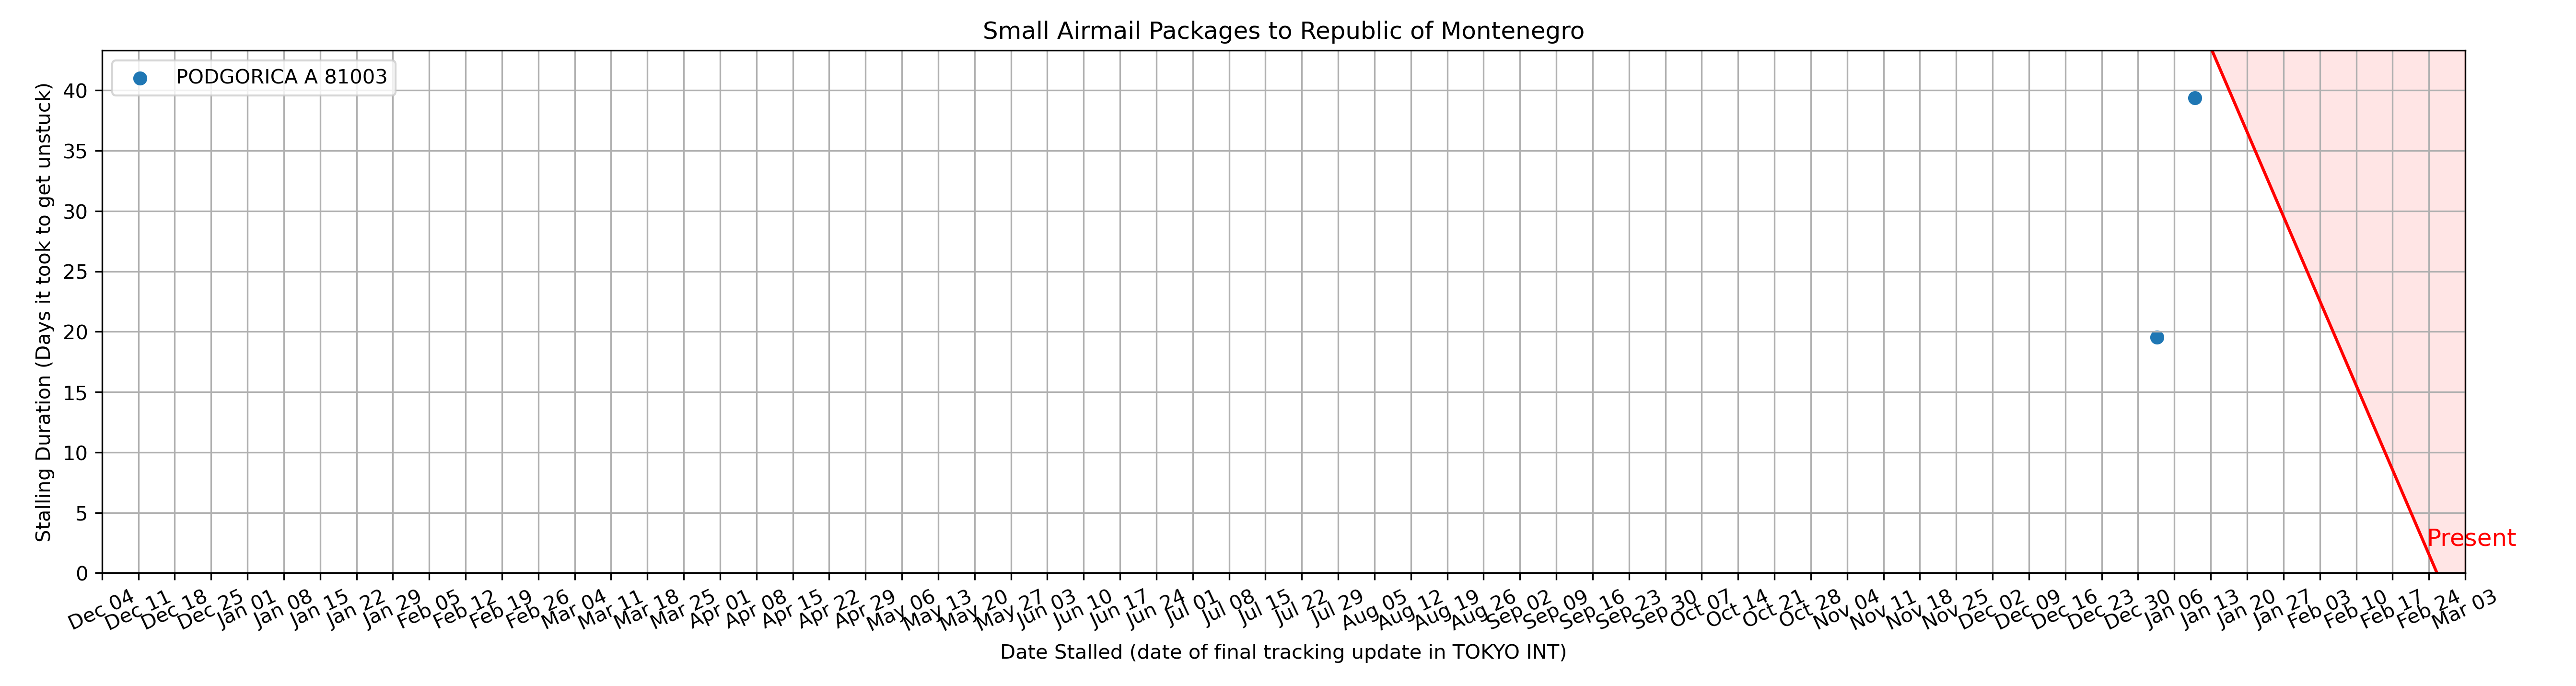 Small Airmail Packages to Republic of Montenegro
PODGORICA A 81003
Stalling Duration (Days it took to get unstuck)
40
35
30
25
20
15
10
5
0
Present
Dec 04
Dec 11
Dec 18
Dec 25
Jan 01
Jan 08
Jan 15
Jan 22
Jan 29
Feb 05
Feb 12
Feb 19
Feb 26
Mar 04
Mar 11
Mar 18
Mar 25
Apr 01
Apr 08
Apr 15
Apr 22
Apr 29
May 06
May 13
May 20
May 27
Jun 03
Jun 10
Jun 17
Jun 24
Jul 01
Jul 08
Jul 15
Jul 22
Jul 29
Aug 05
Aug 12
Aug 19
Aug 26
Sep 02
Sep 09
Sep 16
Sep 23
Sep 30
Oct 07
Oct 14
Oct 21
Oct 28
Nov 04
Nov 11
Nov 18
Nov 25
Dec 02
Dec 09
Dec 16
Dec 23
Dec 30
Jan 06
Jan 13
Jan 20
Jan 27
Feb 03
Feb 10
Feb 17
Feb 24
Mar 03
Date Stalled (date of final tracking update in TOKYO INT)